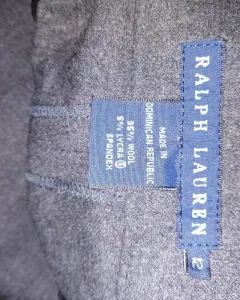 RALPH LAUREN
12
MADE IN
DOMINICAN REPUBLIC
95% WOOL
5% LYCRA®
SPANDEX